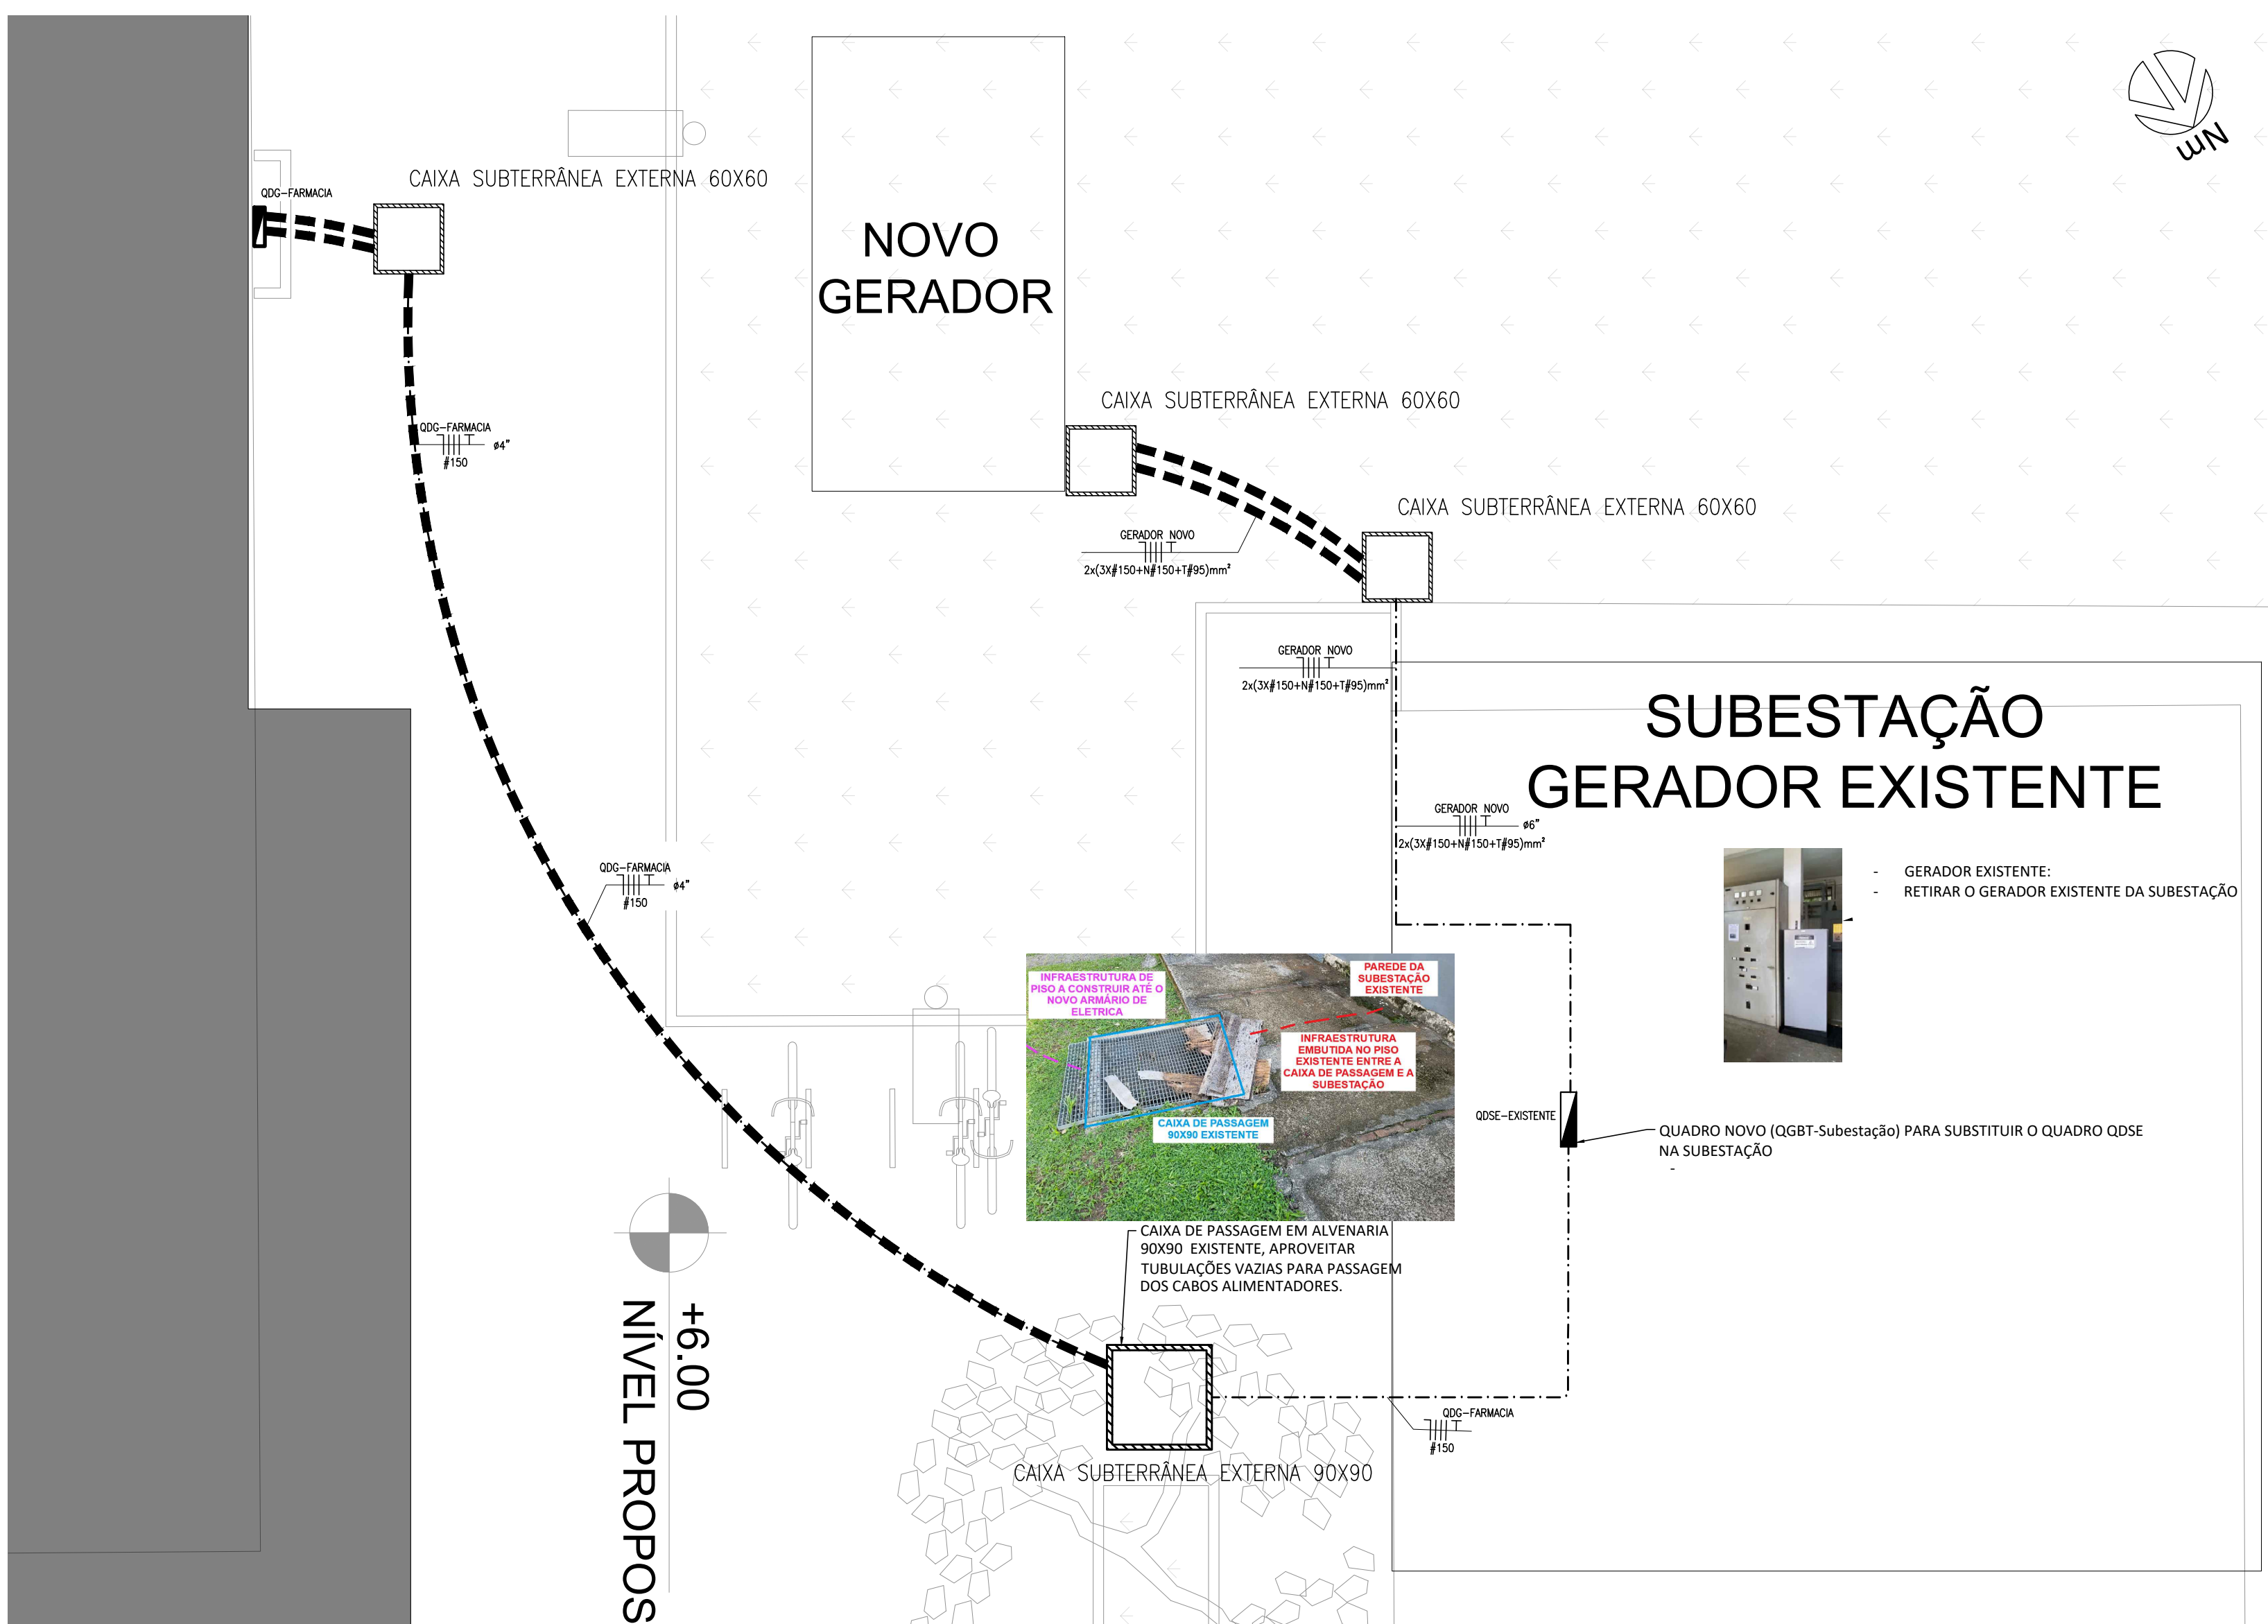 Nm
CAIXA SUBTERRÂNEA EXTERNA 60X60
QDG-FARMACIA
NOVO
GERADOR
CAIXA SUBTERRÂNEA EXTERNA 60X60
QDG-FARMACIA
ø4"
#150
CAIXA SUBTERRÂNEA EXTERNA 60X60
GERADOR NOVO
2x(3X#150+N#150+T#95)mm²
GERADOR NOVO
2x(3X#150+N#150+T#95)mm²
SUBESTAÇÃO
GERADOR EXISTENTE
GERADOR NOVO
ø6"
2x(3X#150+N#150+T#95)mm²
QDG-FARMACIA
ø4"
#150
- GERADOR EXISTENTE:
- RETIRAR O GERADOR EXISTENTE DA SUBESTAÇÃO
INFRAESTRUTURA DE
PISO A CONSTRUIR ATÉ O
NOVO ARMÁRIO DE
ELETRICA
PAREDE DA
SUBESTAÇÃO
EXISTENTE
INFRAESTRUTURA
EMBUTIDA NO PISO
EXISTENTE ENTRE A
CAIXA DE PASSAGEM E A
SUBESTAÇÃO
CAIXA DE PASSAGEM
90X90 EXISTENTE
QDSE-EXISTENTE
QUADRO NOVO (QGBT-Subestação) PARA SUBSTITUIR O QUADRO QDSE
NA SUBESTAÇÃO
-
CAIXA DE PASSAGEM EM ALVENARIA
90X90 EXISTENTE, APROVEITAR
TUBULAÇÕES VAZIAS PARA PASSAGEM
DOS CABOS ALIMENTADORES.
+6.00
NÍVEL PROPOS
QDG-FARMACIA
#150
CAIXA SUBTERRÂNEA EXTERNA 90X90